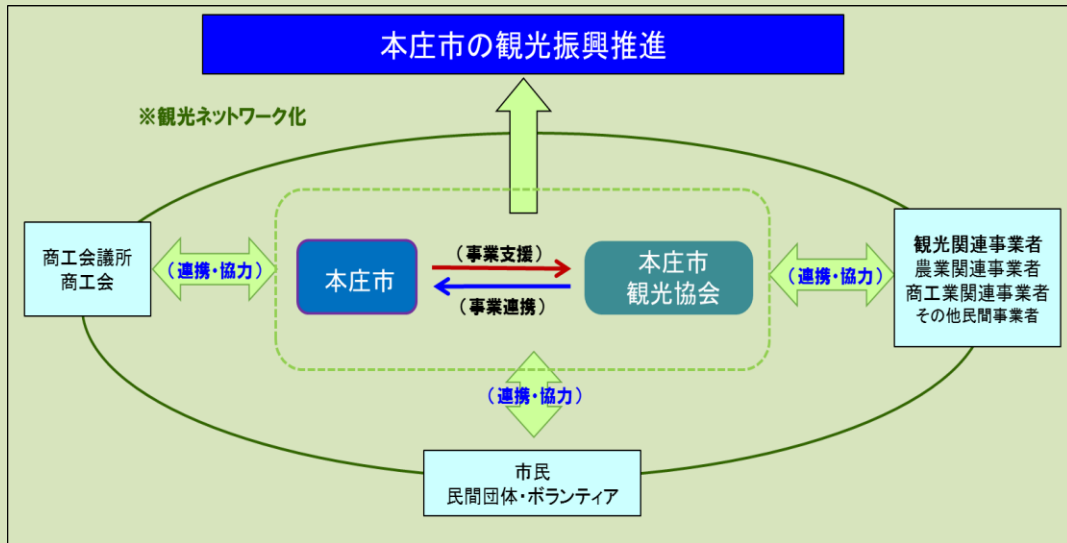 本庄市の観光振興推進
※観光ネットワーク化
商工会議所
商工会
（連携・協力）
本庄市
（事業支援）
（事業連携）
本庄市
観光協会
（連携・協力）
観光関連事業者
農業関連事業者
商工業関連事業者
その他民間事業者
（連携・協力）
市民
民間団体・ボランティア